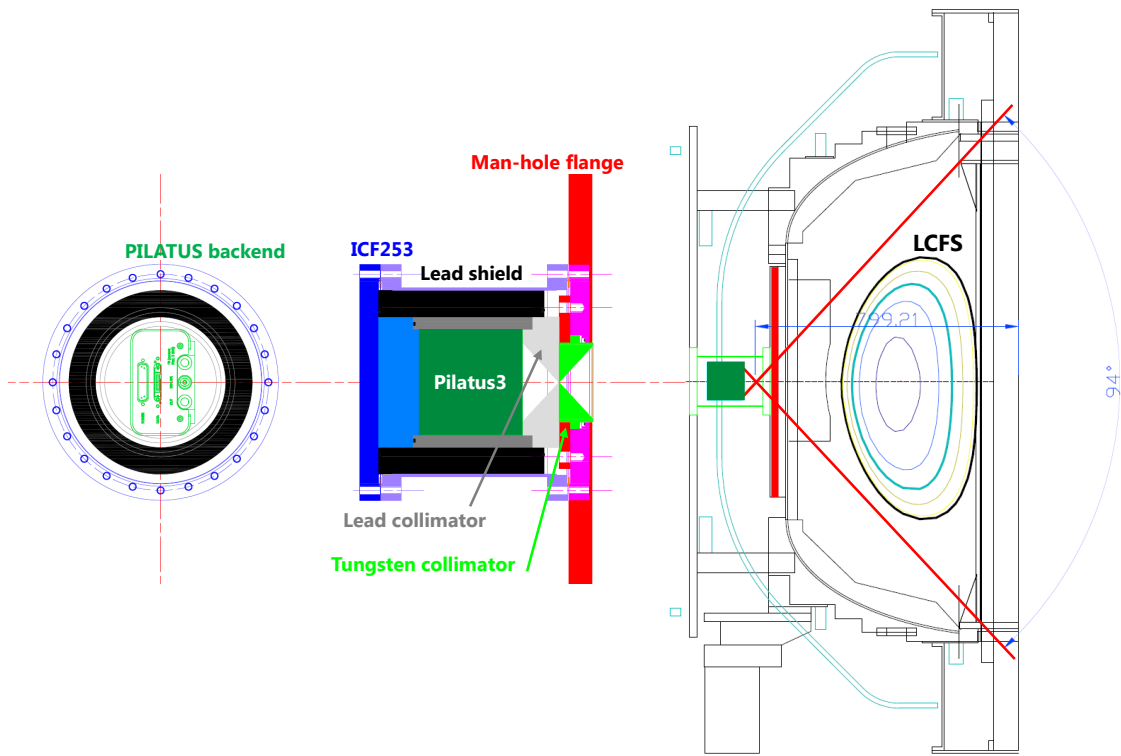 Man-hole flange
PILATUS backend
ICF253
Lead shield
LCFS
799,21
Pilatus3
94°
Lead collimator
Tungsten collimator